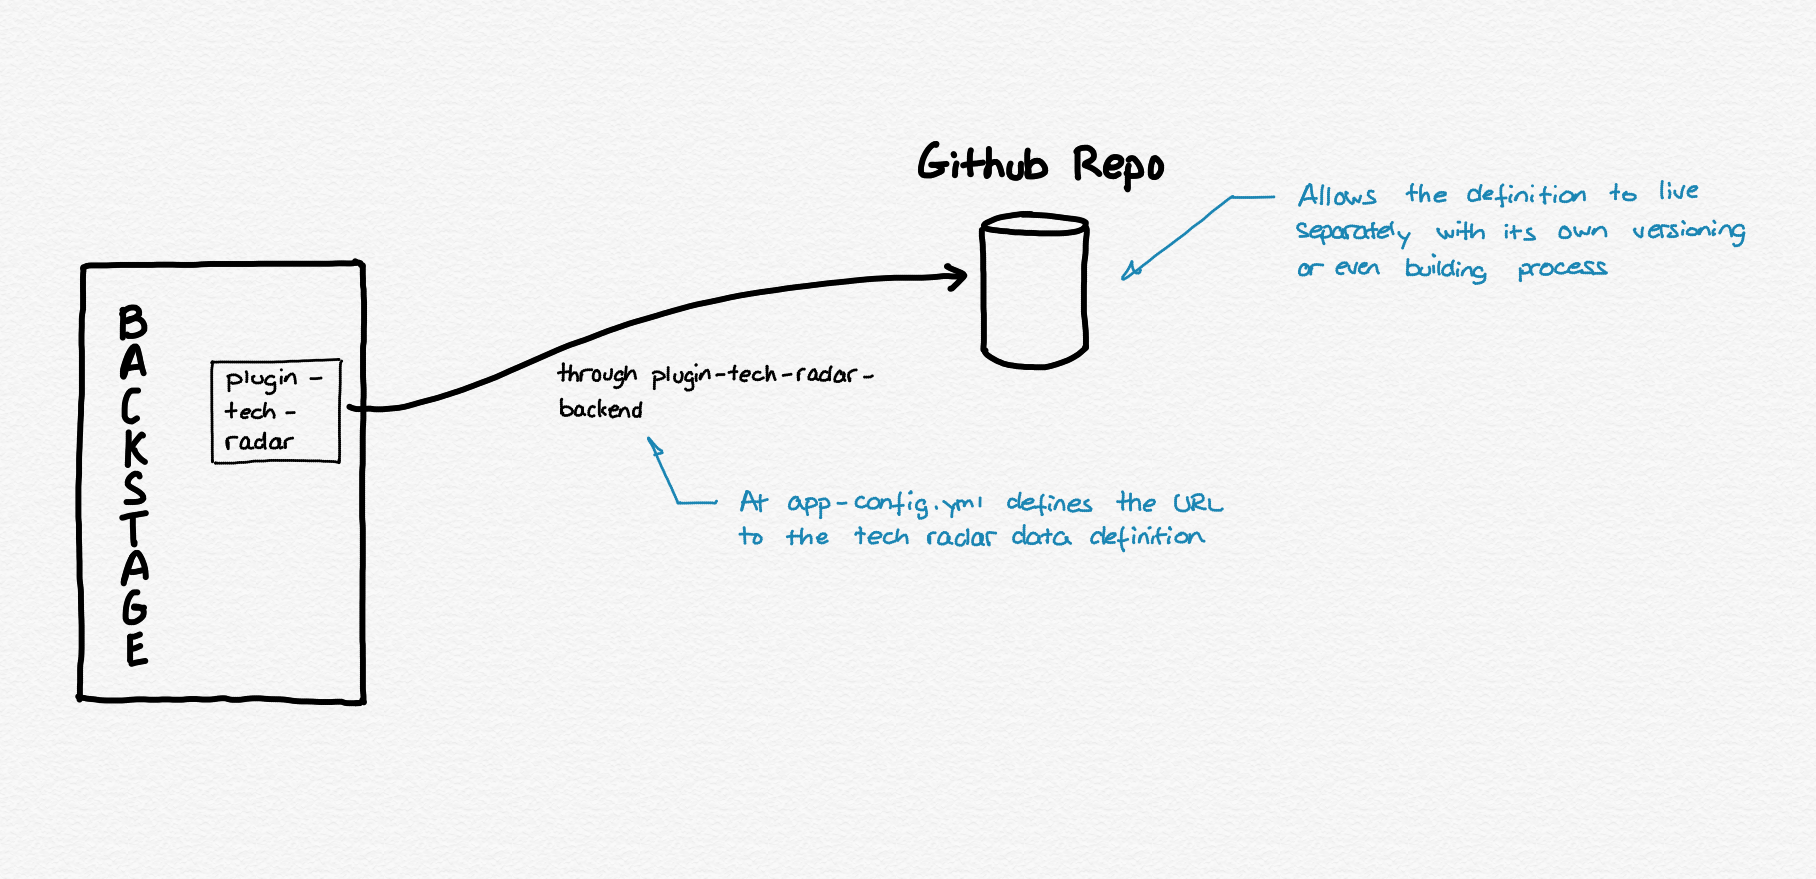 Github Repo
Allows the definition to live
separately with its own versioning
or even building process
BACKSTAGE
plugin-
tech-
radar
through plugin-tech-radar-
backend
At app-config.yml defines the URL
to the tech radar data definition